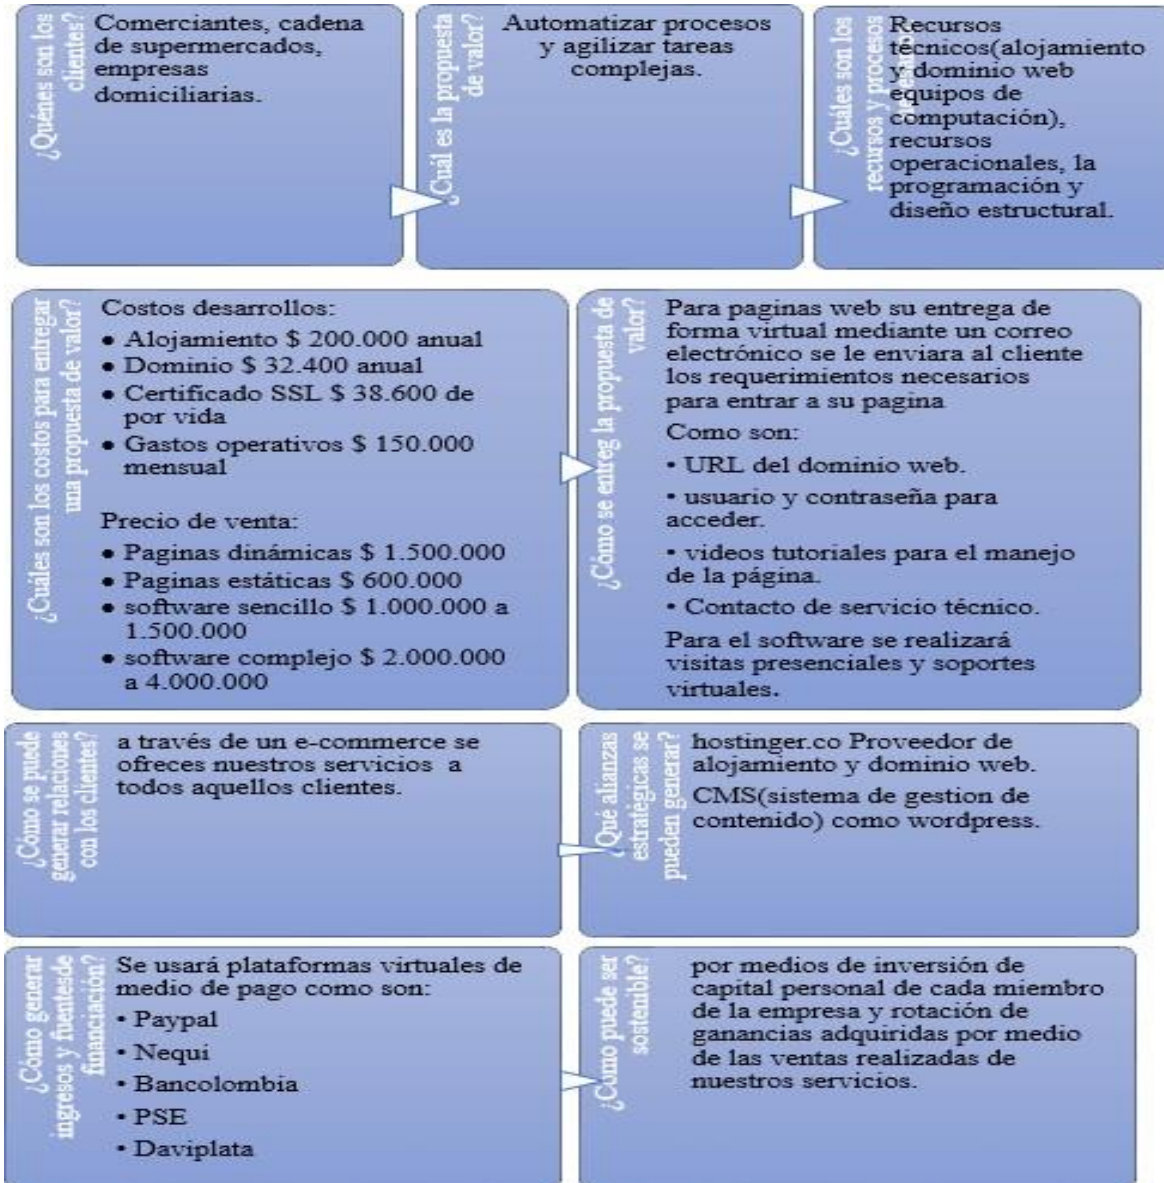 ¿Quénes son los
clientes?
Comerciantes, cadena
de supermercados,
empresas
domiciliarias.
¿Cuál es la propuesta
de valor?
Automatizar procesos
y agilizar tareas
complejas.
¿Cuáles son los
recursos y procesos
Recursos
técnicos(alojamiento
y dominio web
equipos de
computación),
recursos
operacionales, la
programación y
diseño estructural.
¿Cuáles son los costos para entregar
una propuesta de valor?
Costos desarrollos:
• Alojamiento $ 200.000 anual
• Dominio $ 32.400 anual
• Certificado SSL $ 38.600 de
por vida
• Gastos operativos $ 150.000
mensual
Precio de venta:
• Paginas dinámicas $ 1.500.000
• Paginas estáticas $ 600.000
• software sencillo $ 1.000.000 a
1.500.000
• software complejo $ 2.000.000
a 4.000.000
¿Cómo se entreg la propuesta de
valor?
Para paginas web su entrega de
forma virtual mediante un correo
electrónico se le enviara al cliente
los requerimientos necesarios
para entrar a su pagina
Como son:
• URL del dominio web.
• usuario y contraseña para
acceder.
• videos tutoriales para el manejo
de la página.
• Contacto de servicio técnico.
Para el software se realizará
visitas presenciales y soportes
virtuales.
¿Cómo se puede
generar relaciones
con los clientes?
a través de un e-commerce se
ofreces nuestros servicios a
todos aquellos clientes.
¿Qué alianzas
estratégicas se
pueden generar?
hostinger.co Proveedor de
alojamiento y dominio web.
CMS(sistema de gestion de
contenido) como wordpress.
¿Cómo generar
ingresos y fuentesde
financiación?
Se usará plataformas virtuales de
medio de pago como son:
• Paypal
• Nequi
• Bancolombia
• PSE
• Daviplata
¿Cómo puede ser
sostenible?
por medios de inversión de
capital personal de cada miembro
de la empresa y rotación de
ganancias adquiridas por medio
de las ventas realizadas de
nuestros servicios.